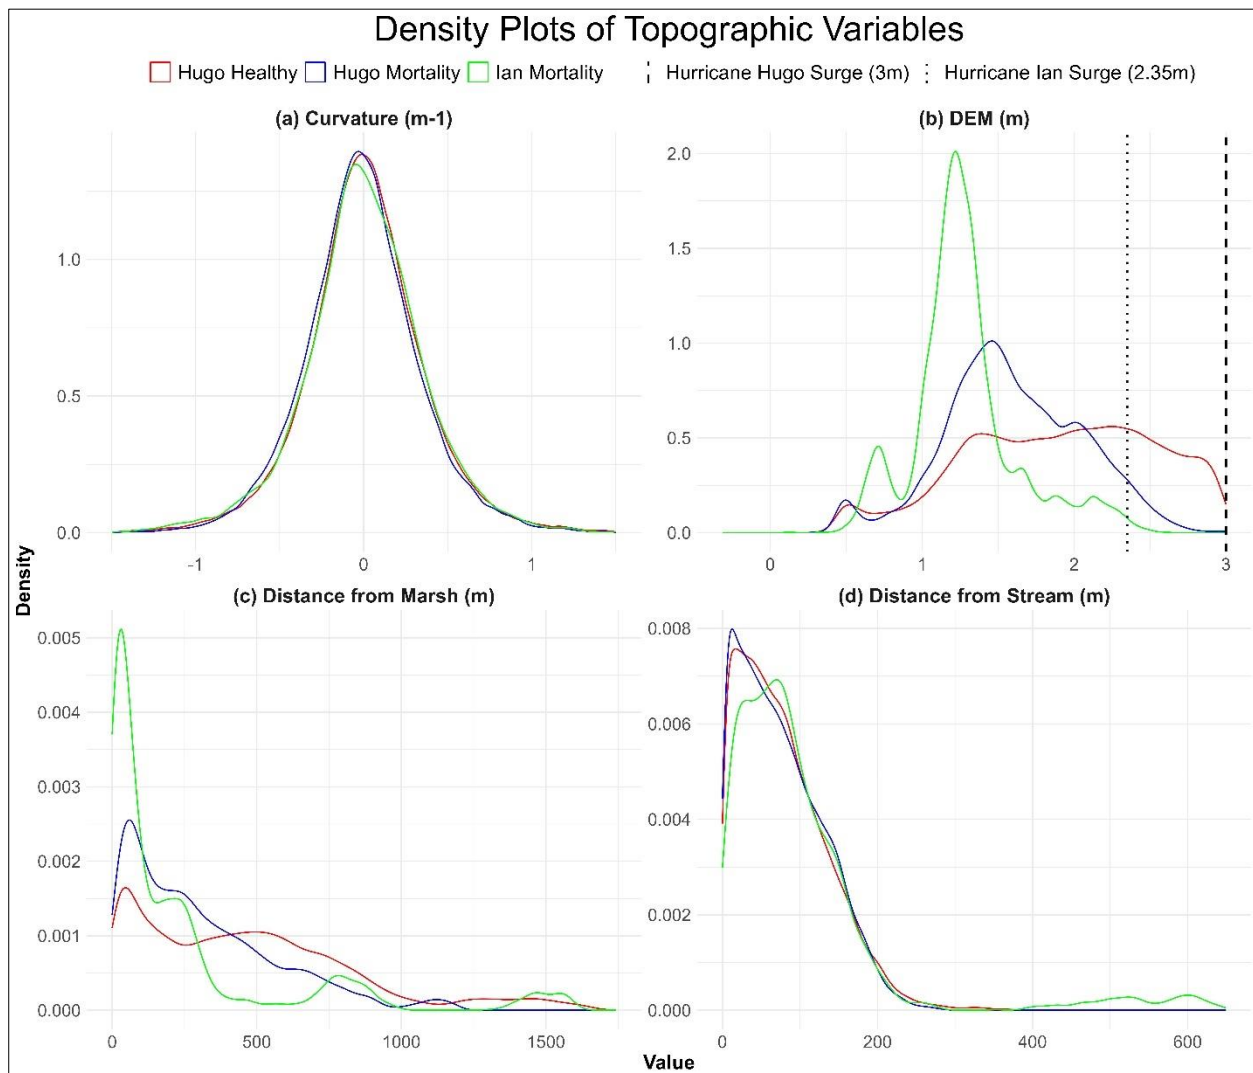 Density Plots of Topographic Variables
Hugo Healthy Hugo Mortality Ian Mortality Hurricane Hugo Surge (3m) Hurricane Ian Surge (2.35m)
(a) Curvature (m-1)
1.0
0.5
0.0
-1 0 1
(b) DEM (m)
2.0
1.5
1.0
0.5
0.0
0 1 2 3
Density
(c) Distance from Marsh (m)
0.005
0.004
0.003
0.002
0.001
0.000
0 500 1000 1500
(d) Distance from Stream (m)
0.008
0.006
0.004
0.002
0.000
0 200 400 600
Value